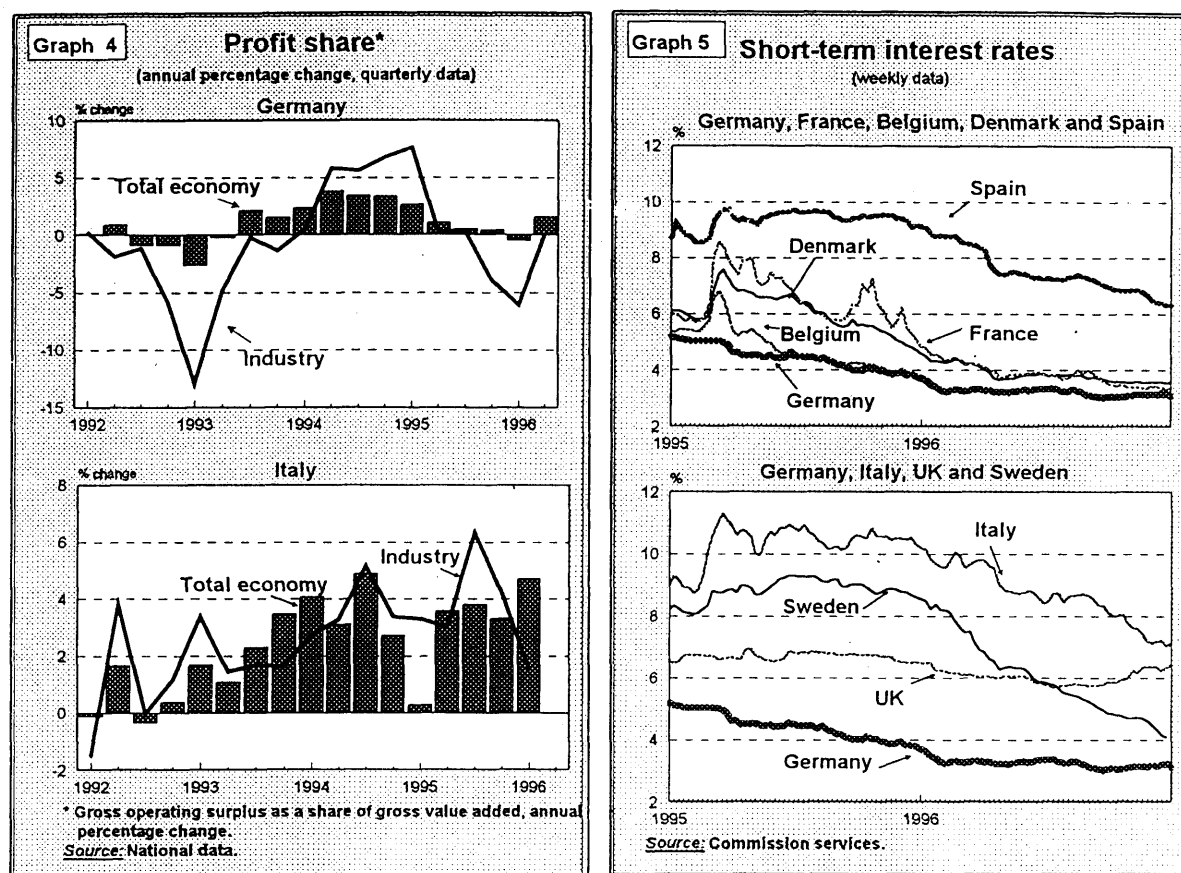 Graph 4
Profit share*
(annual percentage change, quarterly data)
% change
Germany
10
5
0
-5
-10
-15
Total economy
Industry
1992
1993
1994
1995
1996
% change
Italy
8
6
4
2
0
-2
Industry
Total economy
1992
1993
1994
1995
1996
* Gross operating surplus as a share of gross value added, annual
percentage change.
Source: National data.
Graph 5
Short-term interest rates
(weekly data)
%
Germany, France, Belgium, Denmark and Spain
12
10
8
6
4
2
Spain
Denmark
Belgium
France
Germany
1995
1996
%
Germany, Italy, UK and Sweden
12
10
8
6
4
2
Italy
Sweden
UK
Germany
1995
1996
Source: Commission services.